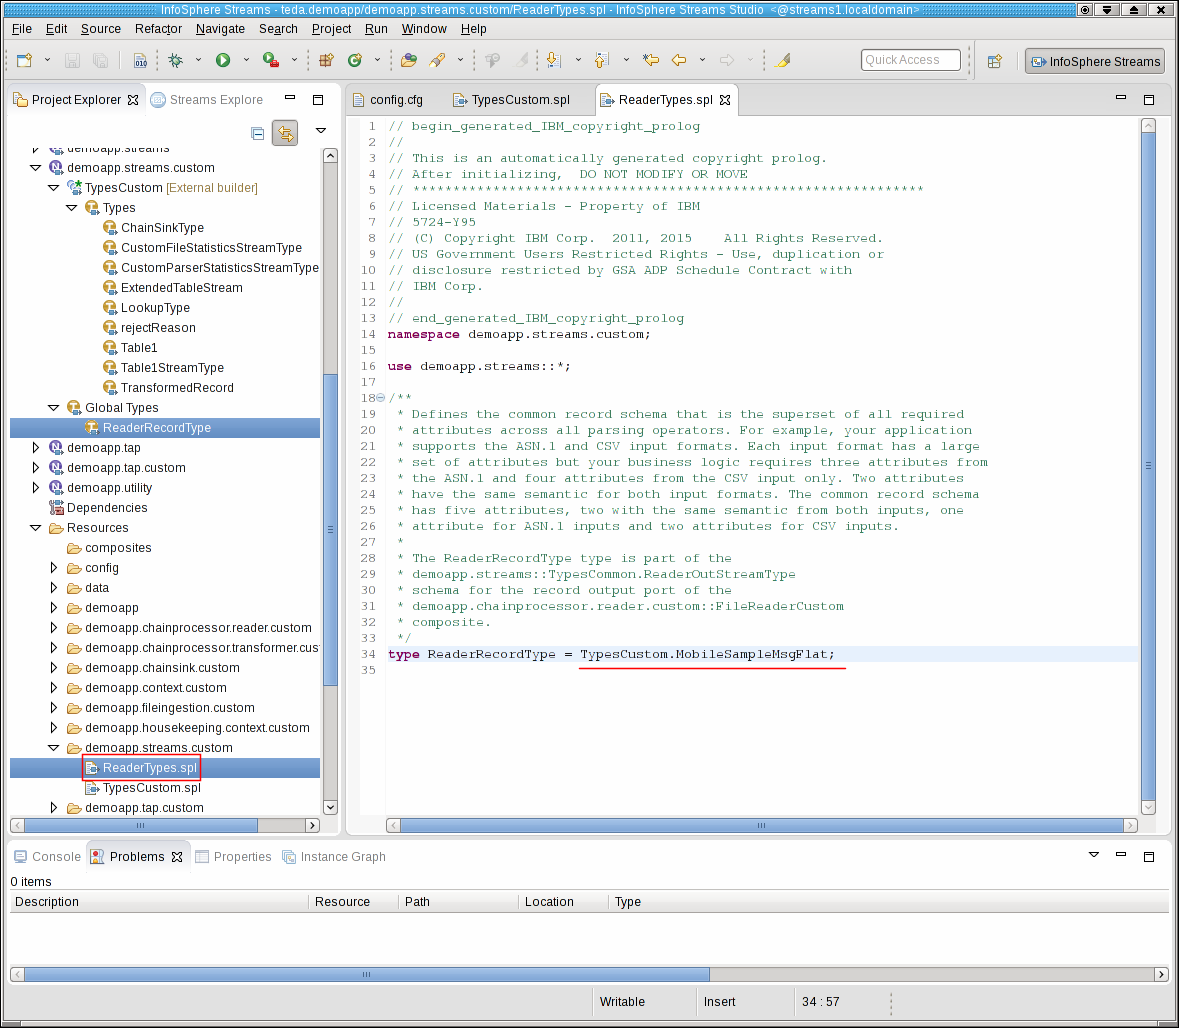 InfoSphere Streams - teda.demoapp/demoapp.streams.custom/ReaderTypes.spl - InfoSphere Streams Studio <@streams1.localdomain>
File Edit Source Refactor Navigate Search Project Run Window Help
010
Quick Access
InfoSphere Streams
Project Explorer
Streams Explore
demoapp.streams
demoapp.streams.custom
TypesCustom [External builder]
Types
ChainSinkType
CustomFileStatisticsStreamType
CustomParserStatisticsStreamType
ExtendedTableStream
LookupType
rejectReason
Table1
Table1StreamType
TransformedRecord
Global Types
ReaderRecordType
demoapp.tap
demoapp.tap.custom
demoapp.utility
Dependencies
Resources
composites
config
data
demoapp
demoapp.chainprocessor.reader.custom
demoapp.chainprocessor.transformer.cust
demoapp.chainsink.custom
demoapp.context.custom
demoapp.fileingestion.custom
demoapp.housekeeping.context.custom
demoapp.streams.custom
ReaderTypes.spl
TypesCustom.spl
demoapp.tap.custom
config.cfg
TypesCustom.spl
ReaderTypes.spl
1 // begin_generated_IBM_copyright_prolog
2 //
3 // This is an automatically generated copyright prolog.
4 // After initializing,  DO NOT MODIFY OR MOVE
5 // ****************************************************************
6 // Licensed Materials - Property of IBM
7 // 5724-Y95
8 // (C) Copyright IBM Corp.  2011, 2015    All Rights Reserved.
9 // US Government Users Restricted Rights - Use, duplication or
10 // disclosure restricted by GSA ADP Schedule Contract with
11 // IBM Corp.
12 //
13 // end_generated_IBM_copyright_prolog
14 namespace demoapp.streams.custom;
15
16 use demoapp.streams::*;
17
18 /**
19  * Defines the common record schema that is the superset of all required
20  * attributes across all parsing operators. For example, your application
21  * supports the ASN.1 and CSV input formats. Each input format has a large
22  * set of attributes but your business logic requires three attributes from
23  * the ASN.1 and four attributes from the CSV input only. Two attributes
24  * have the same semantic for both input formats. The common record schema
25  * has five attributes, two with the same semantic from both inputs, one
26  * attribute for ASN.1 inputs and two attributes for CSV inputs.
27  *
28  * The ReaderRecordType type is part of the
29  * demoapp.streams::TypesCommon.ReaderOutStreamType
30  * schema for the record output port of the
31  * demoapp.chainprocessor.reader.custom::FileReaderCustom
32  * composite.
33  */
34 type ReaderRecordType = TypesCustom.MobileSampleMsgFlat;
35
Console
Problems
Properties
Instance Graph
0 items
Description Resource Path Location Type
Writable Insert 34 : 57